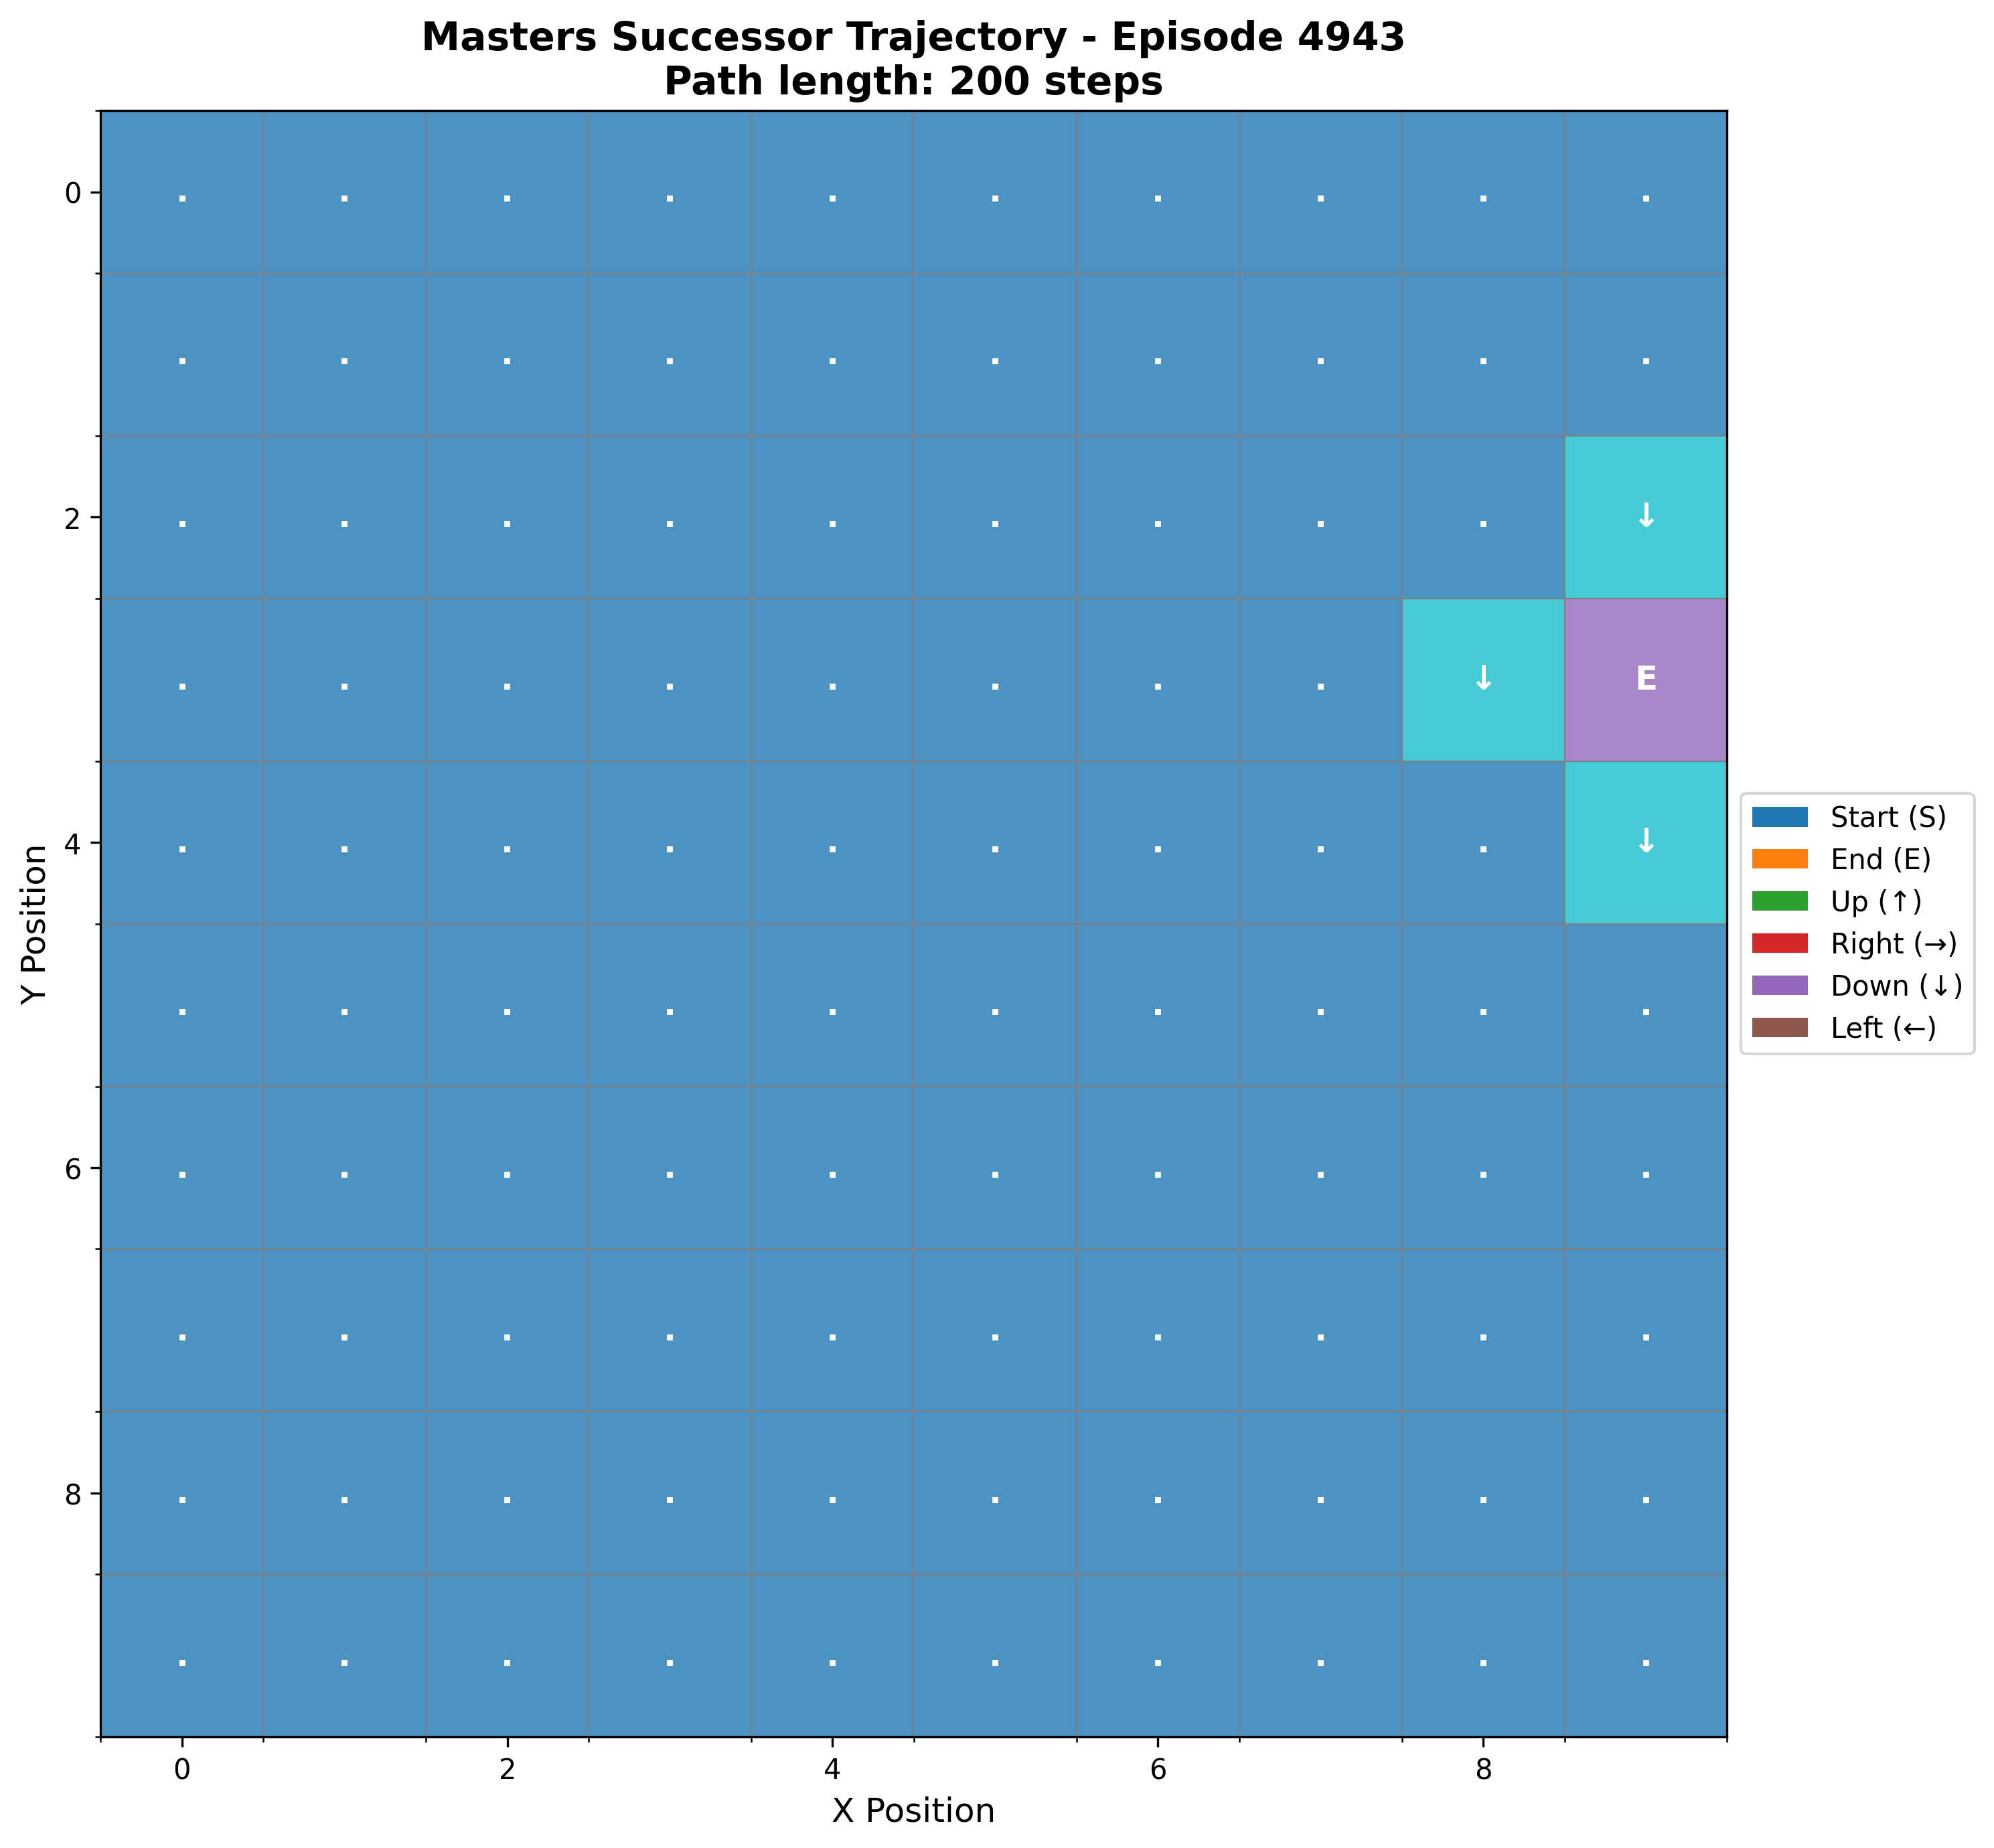 Masters Successor Trajectory - Episode 4943
Path length: 200 steps
0
2
↓
↓ E
4
↓
6
8
Y Position
0 2 4 6 8
X Position
Start (S)
End (E)
Up (↑)
Right (→)
Down (↓)
Left (←)